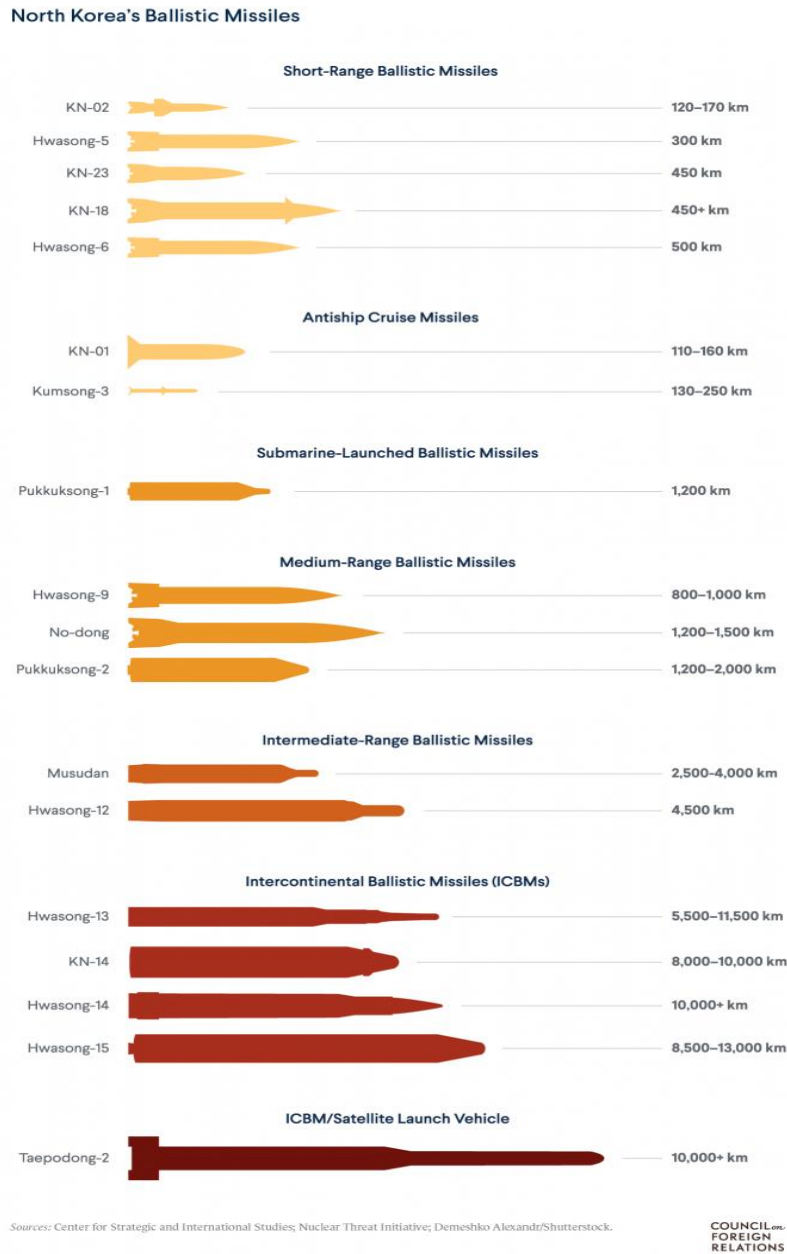 North Korea's Ballistic Missiles
Short-Range Ballistic Missiles
KN-02 120–170 km
Hwasong-5 300 km
KN-23 450 km
KN-18 450+ km
Hwasong-6 500 km
Antiship Cruise Missiles
KN-01 110–160 km
Kumsong-3 130–250 km
Submarine-Launched Ballistic Missiles
Pukkuksong-1 1,200 km
Medium-Range Ballistic Missiles
Hwasong-9 800–1,000 km
No-dong 1,200–1,500 km
Pukkuksong-2 1,200–2,000 km
Intermediate-Range Ballistic Missiles
Musudan 2,500-4,000 km
Hwasong-12 4,500 km
Intercontinental Ballistic Missiles (ICBMs)
Hwasong-13 5,500–11,500 km
KN-14 8,000–10,000 km
Hwasong-14 10,000+ km
Hwasong-15 8,500–13,000 km
ICBM/Satellite Launch Vehicle
Taepodong-2 10,000+ km
Sources: Center for Strategic and International Studies; Nuclear Threat Initiative; Demeshko Alexandr/Shutterstock.
COUNCIL on
FOREIGN
RELATIONS